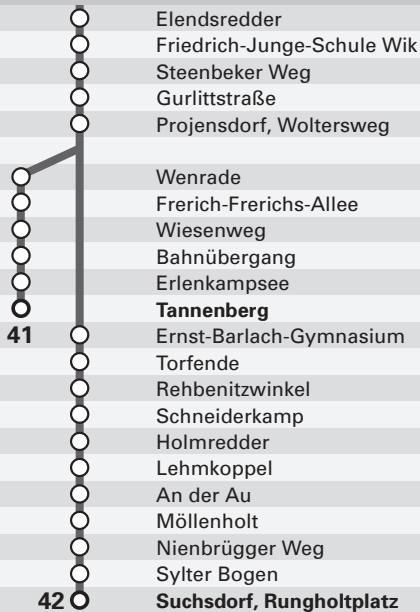 Elendsredder
Friedrich-Junge-Schule Wik
Steenbeker Weg
Gurlittstraße
Projensdorf, Woltersweg
Wenrade
Frerich-Frerichs-Allee
Wiesenweg
Bahnübergang
Erlenkampsee
Tannenberg
41 Ernst-Barlach-Gymnasium
Torfende
Rehbenitzwinkel
Schneiderkamp
Holmredder
Lehmkoppel
An der Au
Möllenholt
Nienbrügger Weg
Sylter Bogen
42 Suchsdorf, Rungholtplatz